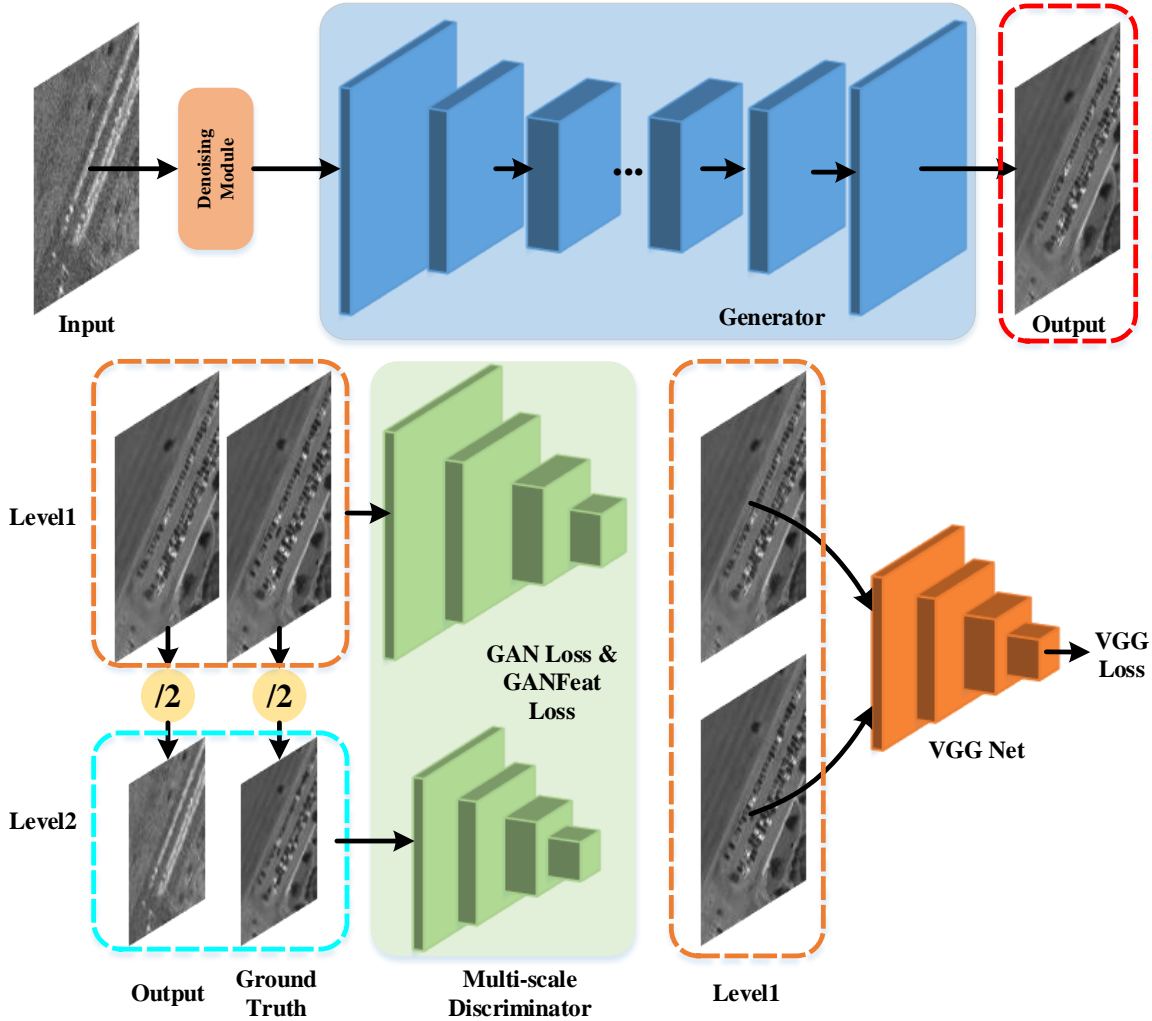 Denoising
Module
Input
Generator
Output
Level1
/2
/2
GAN Loss &
GANFeat
Loss
VGG
Loss
VGG Net
Level2
Output
Ground
Truth
Multi-scale
Discriminator
Level1